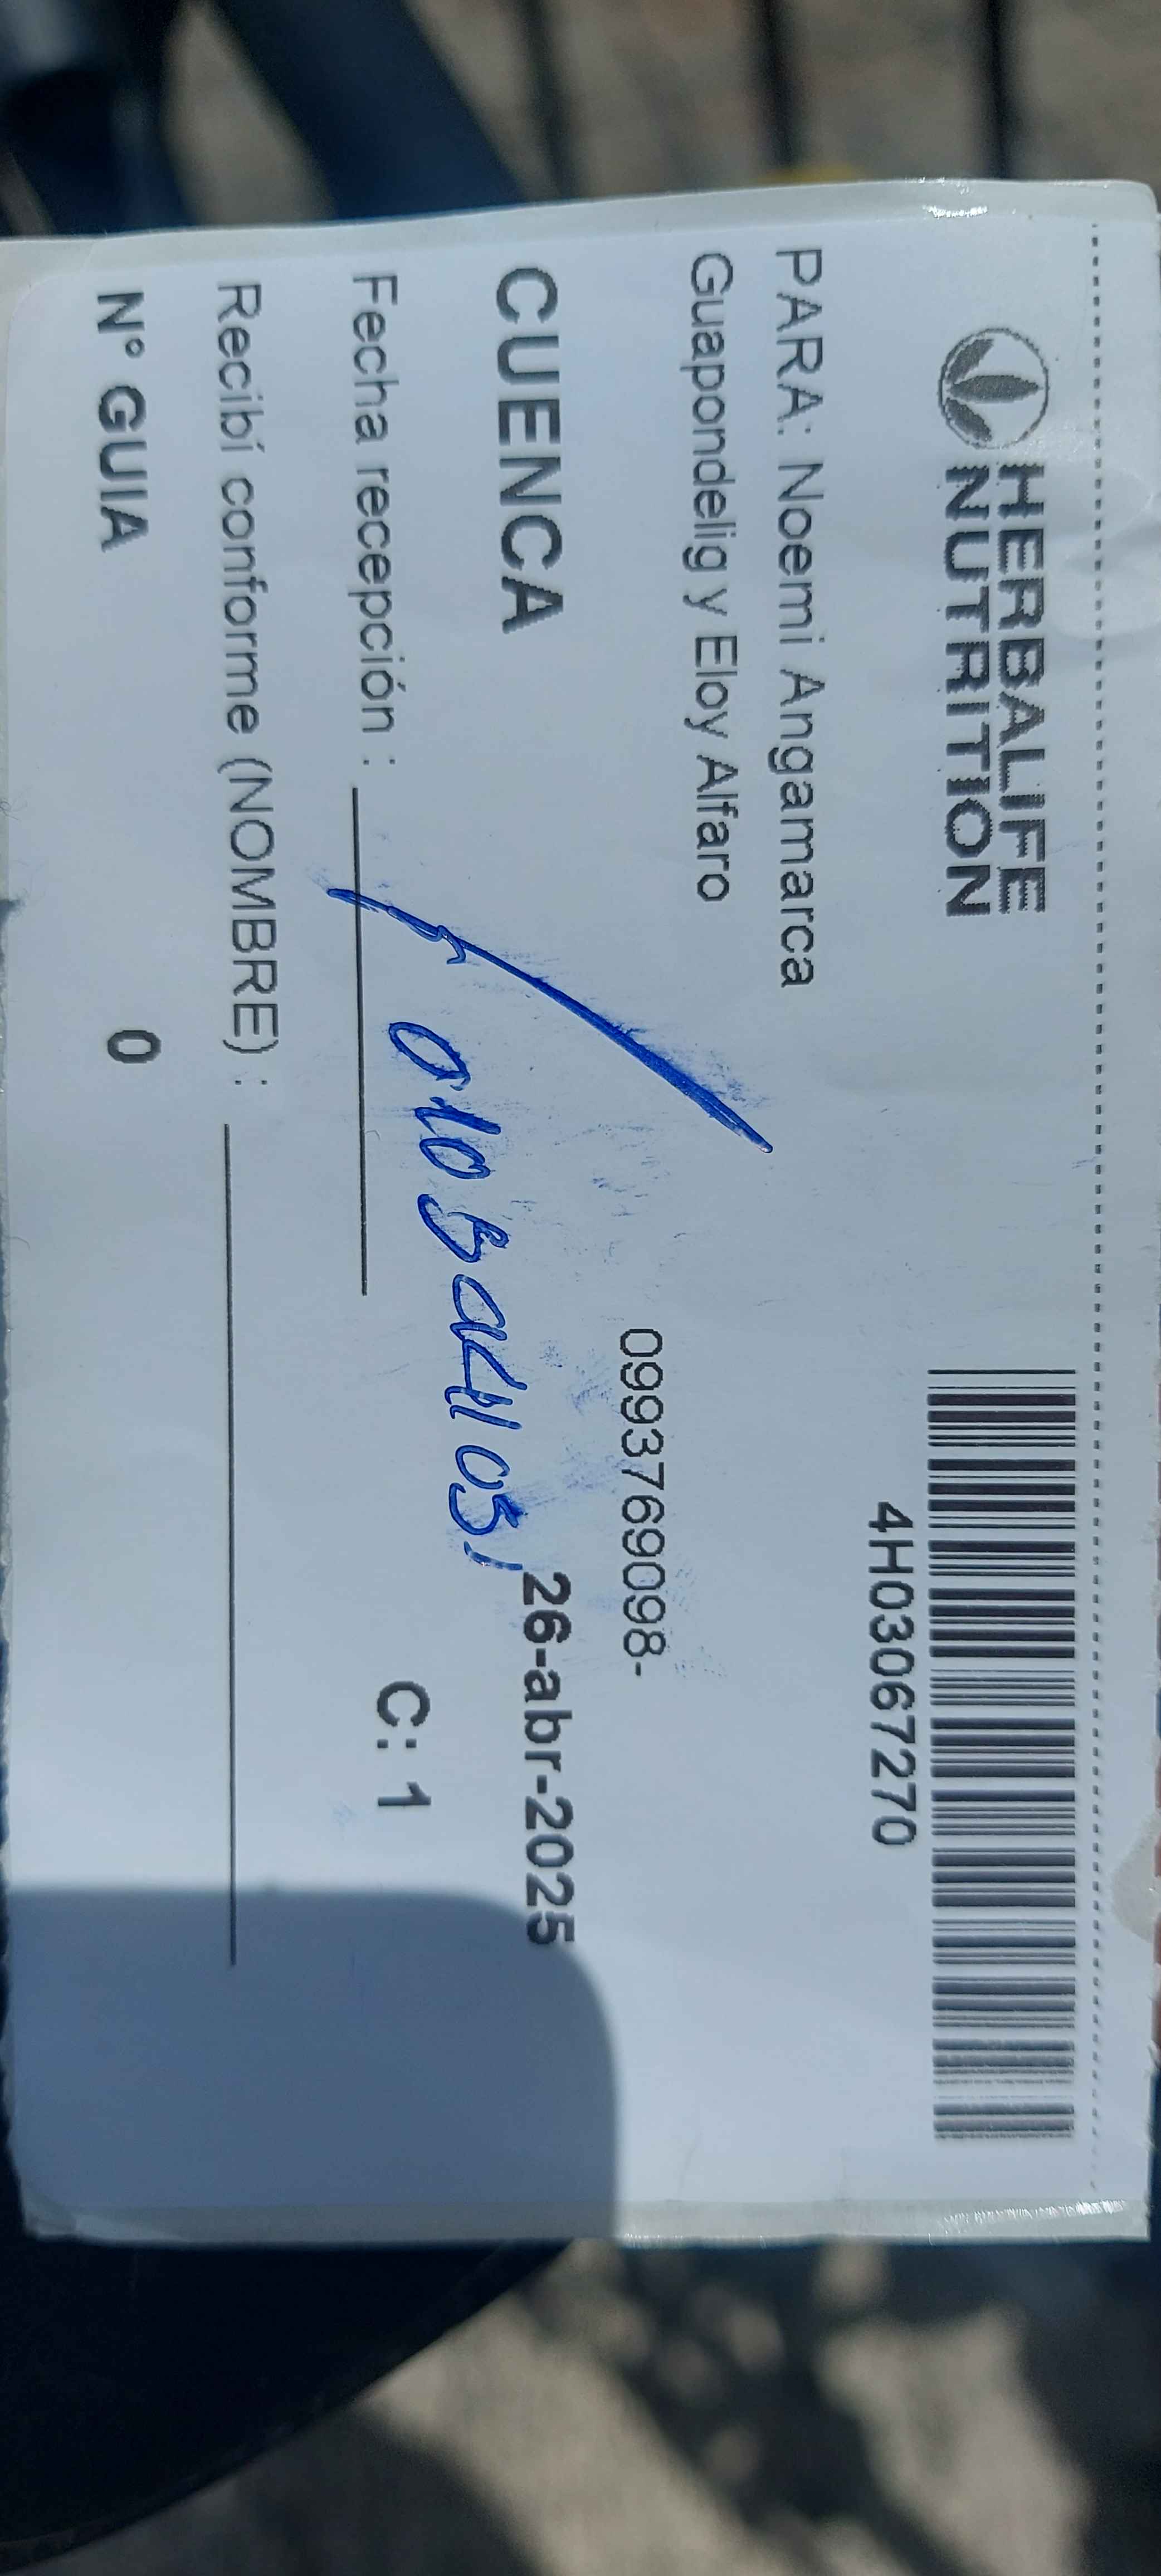 HERBALIFE
NUTRITION
4H03067270
PARA: Noemi Angamarca
Guapondelig y Eloy Alfaro
0993769098-
CUENCA
26-abr-2025
Fecha recepción :
C: 1
Recibí conforme (NOMBRE) :
N° GUIA 0